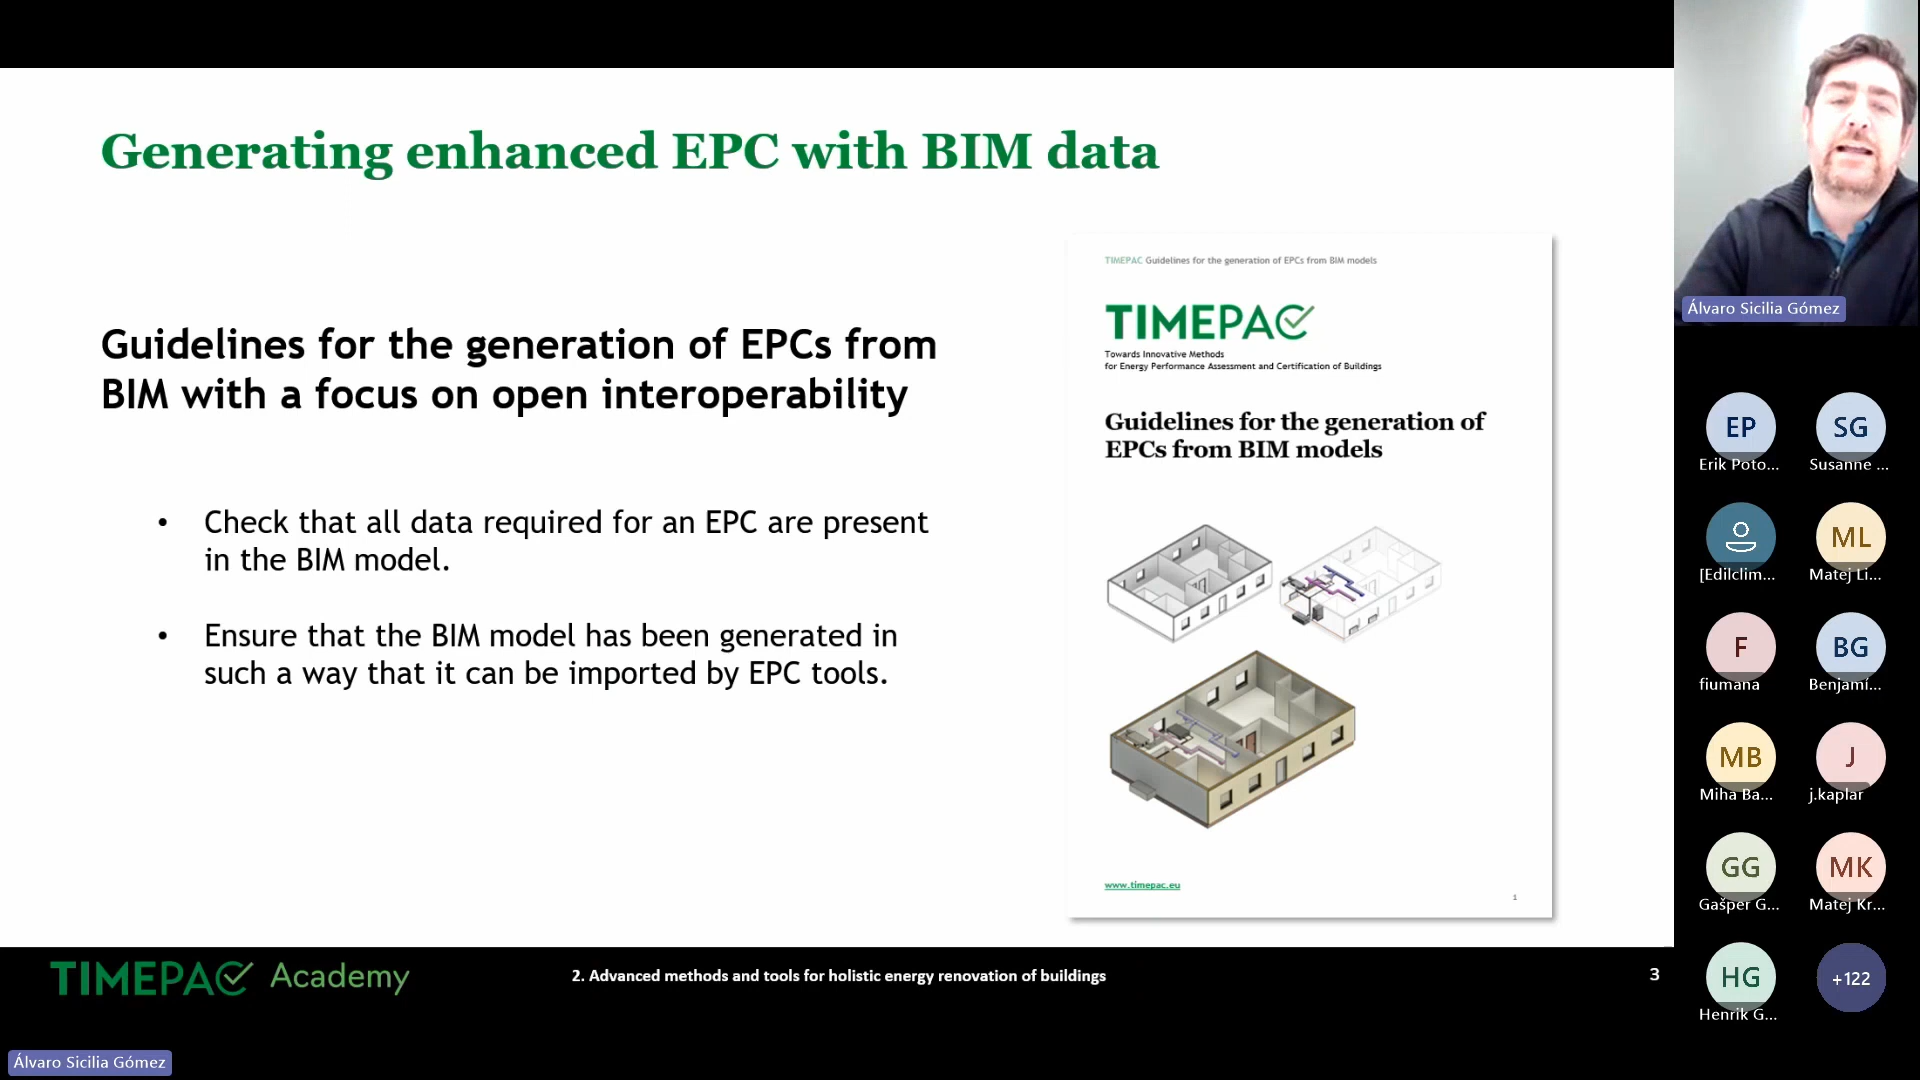 Generating enhanced EPC with BIM data
Guidelines for the generation of EPCs from
BIM with a focus on open interoperability
• Check that all data required for an EPC are present
in the BIM model.
• Ensure that the BIM model has been generated in
such a way that it can be imported by EPC tools.
TIMEPAC Guidelines for the generation of EPCs from BIM models
TIMEPAC
Towards Innovative Methods
for Energy Performance Assessment and Certification of Buildings
Guidelines for the generation of
EPCs from BIM models
www.timepac.eu
1
TIMEPAC Academy
2. Advanced methods and tools for holistic energy renovation of buildings
3
Álvaro Sicilia Gómez
Álvaro Sicilia Gómez
EP
Erik Poto...
SG
Susanne ...
[Edilclim...
ML
Matej Li...
F
fiumana
BG
Benjamí...
MB
Miha Ba...
J
j.kaplar
GG
Gašper G...
MK
Matej Kr...
HG
Henrik G...
+122